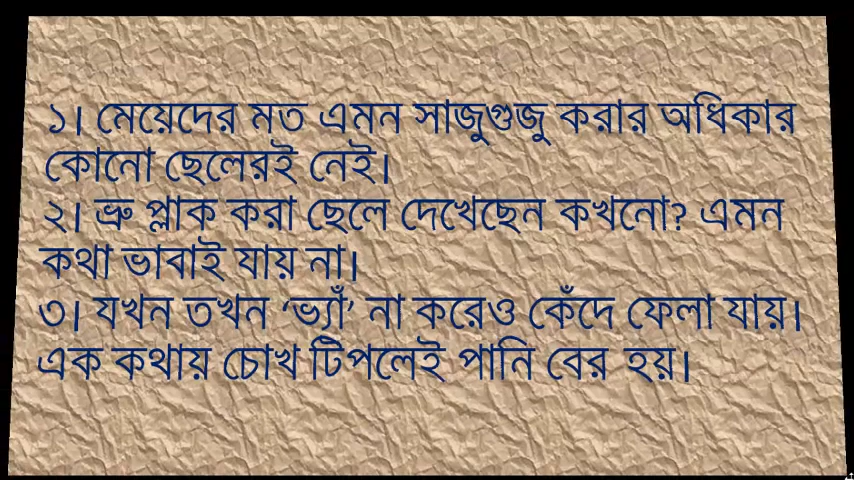 ১। মেয়েদের মত এমন সাজুগুজু করার অধিকার
কোনো ছেলেরই নেই।
২। ভ্রু প্লাক করা ছেলে দেখেছেন কখনো? এমন
কথা ভাবাই যায় না।
৩। যখন তখন ‘ভ্যাঁ’ না করেও কেঁদে ফেলা যায়।
এক কথায় চোখ টিপলেই পানি বের হয়।